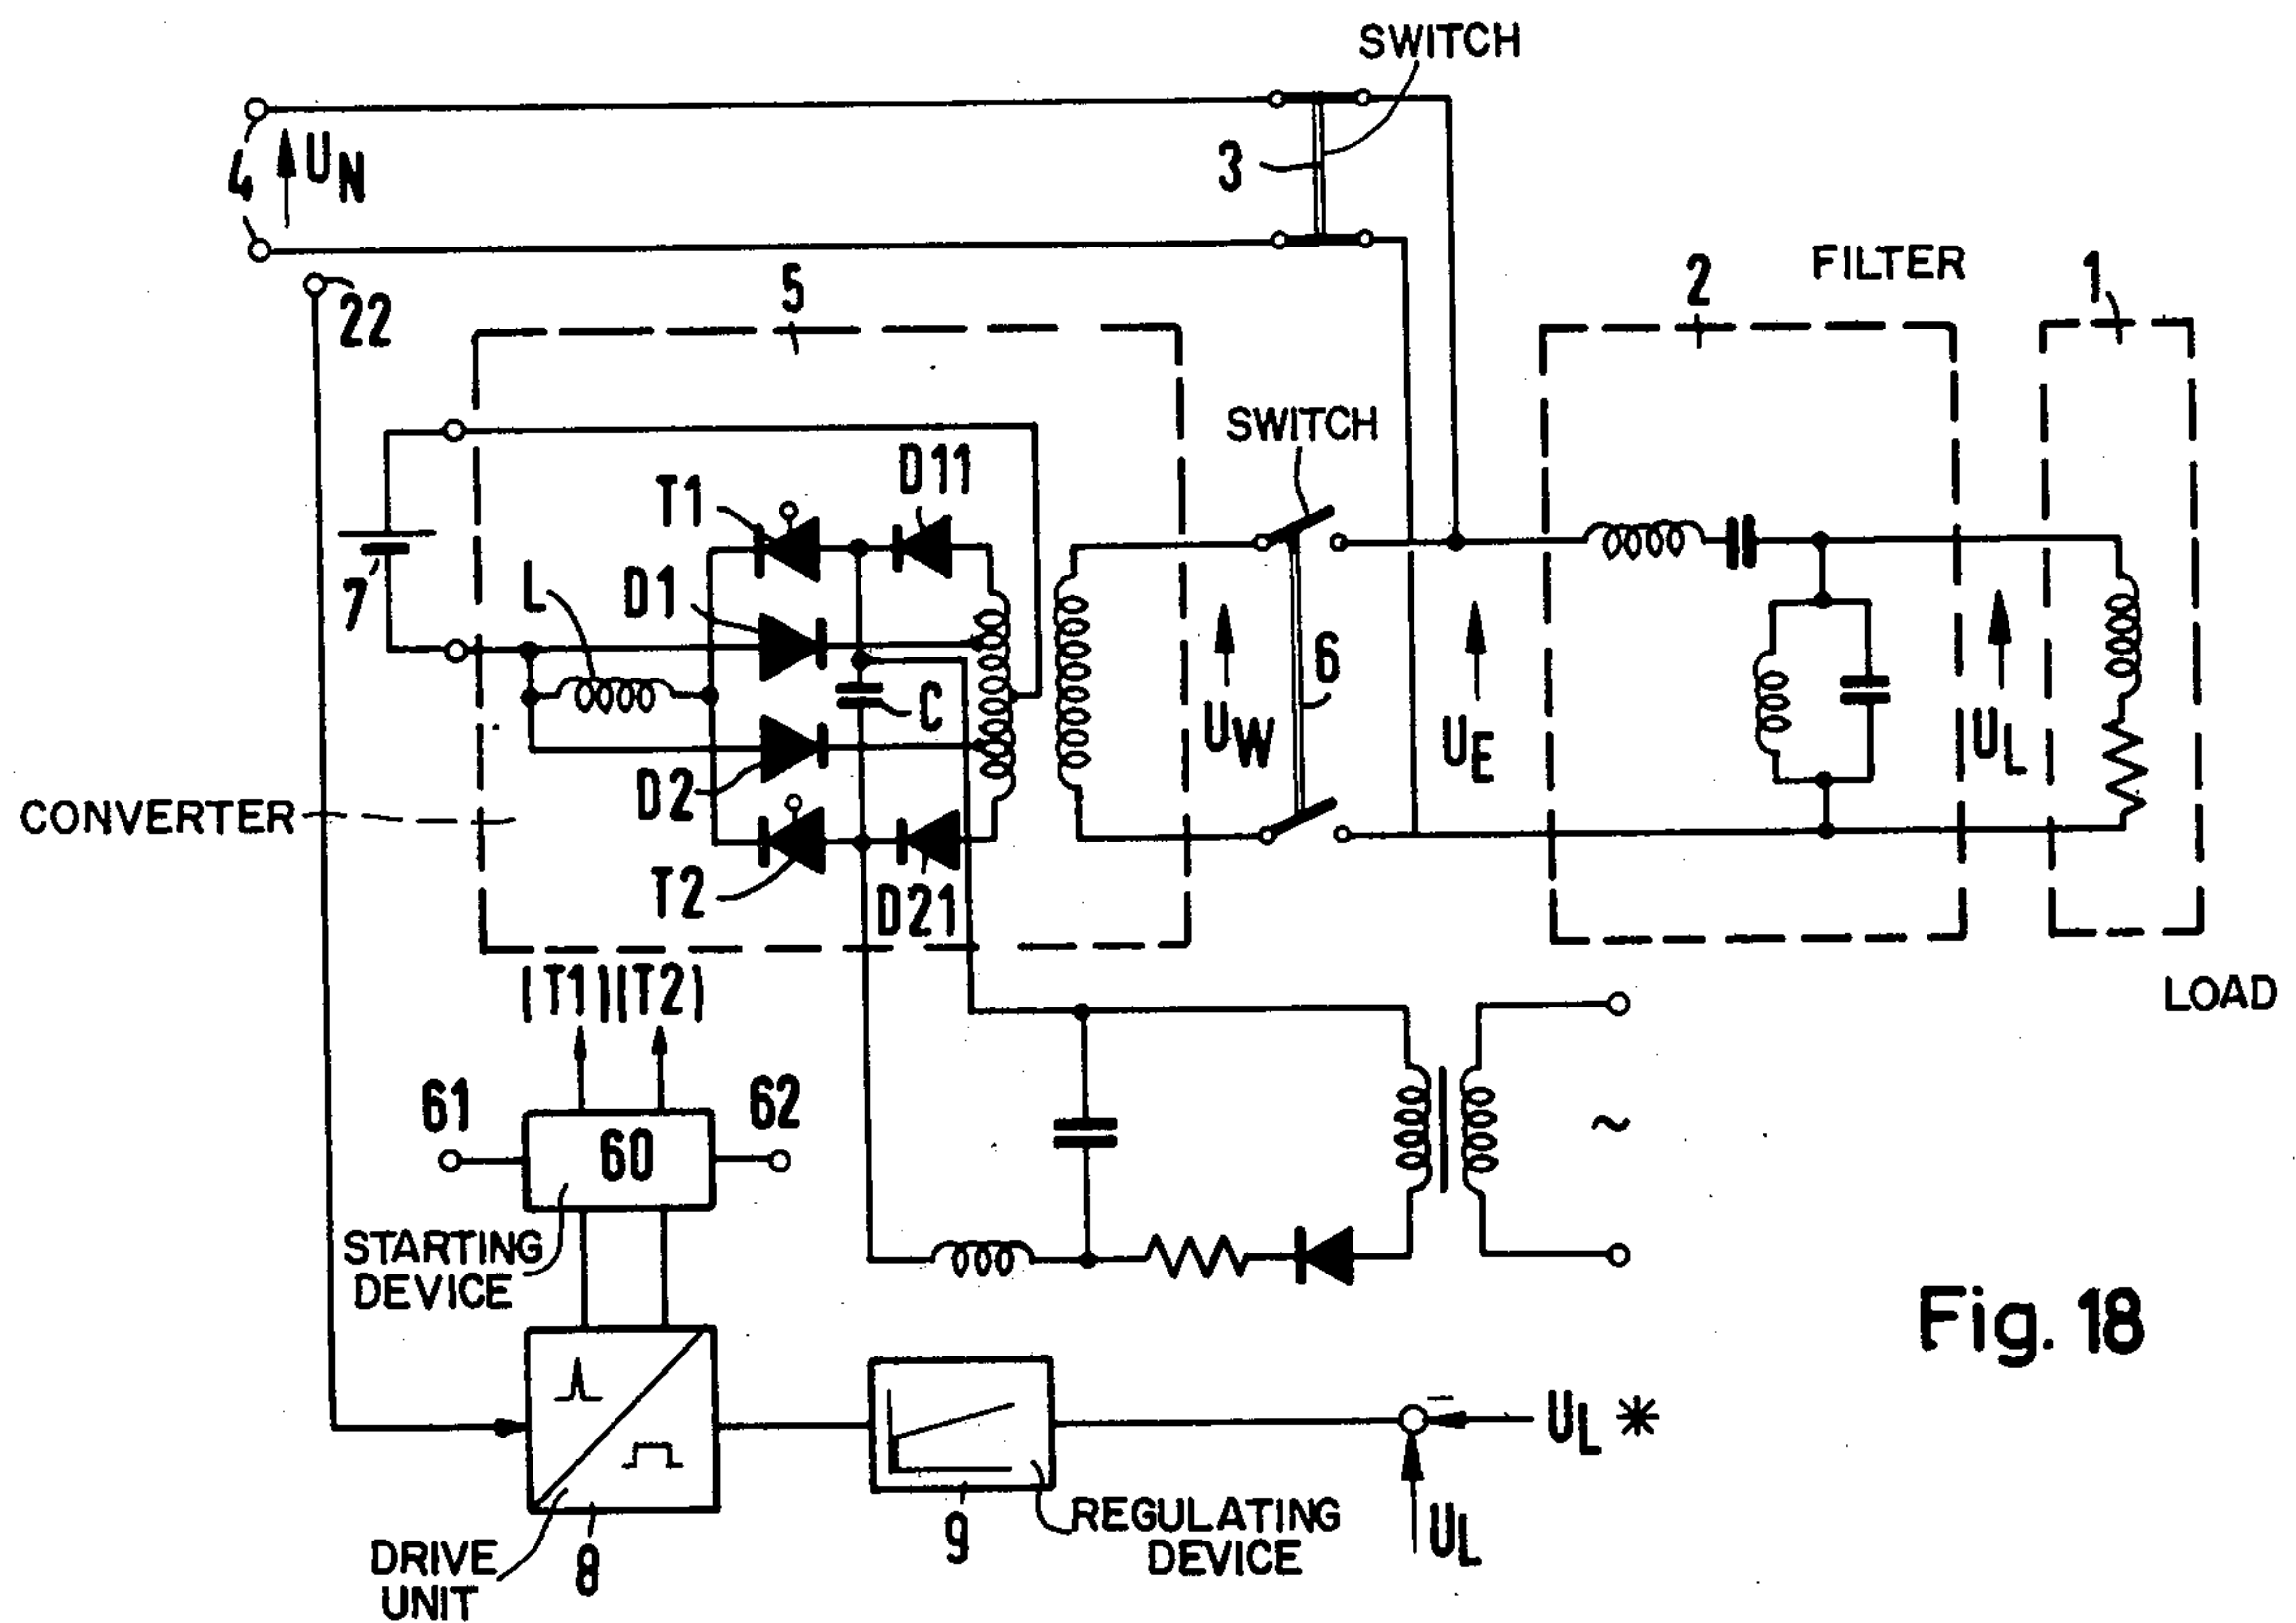 SWITCH
3
4
U_N
22
5
2
FILTER
1
SWITCH
T1
D11
7
L
D1
C
D2
T2
D21
U_W
6
U_E
U_L
CONVERTER
LOAD
(T1)(T2)
61
60
62
~
STARTING
DEVICE
Fig. 18
U_L *
−
U_L
REGULATING
DEVICE
9
DRIVE
UNIT
8